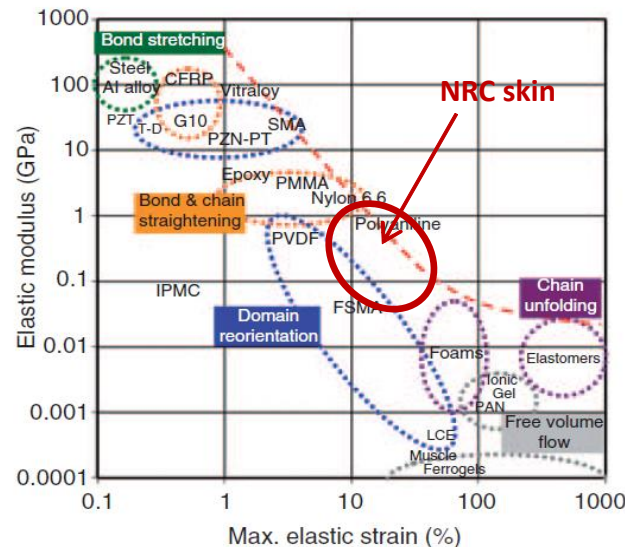 1000
100
10
1
0.1
0.01
0.001
0.0001
Elastic modulus (GPa)
0.1
1
10
100
1000
Max. elastic strain (%)
Bond stretching
Steel
Al alloy
CFRP
Vitraloy
PZT
T-D
G10
SMA
PZN-PT
NRC skin
Epoxy
PMMA
Nylon 6.6
Bond & chain
straightening
Polyaniline
PVDF
IPMC
FSMA
Chain
unfolding
Domain
reorientation
Foams
Elastomers
Ionic
Gel
PAN
Free volume
flow
LCE
Muscle
Ferrogels